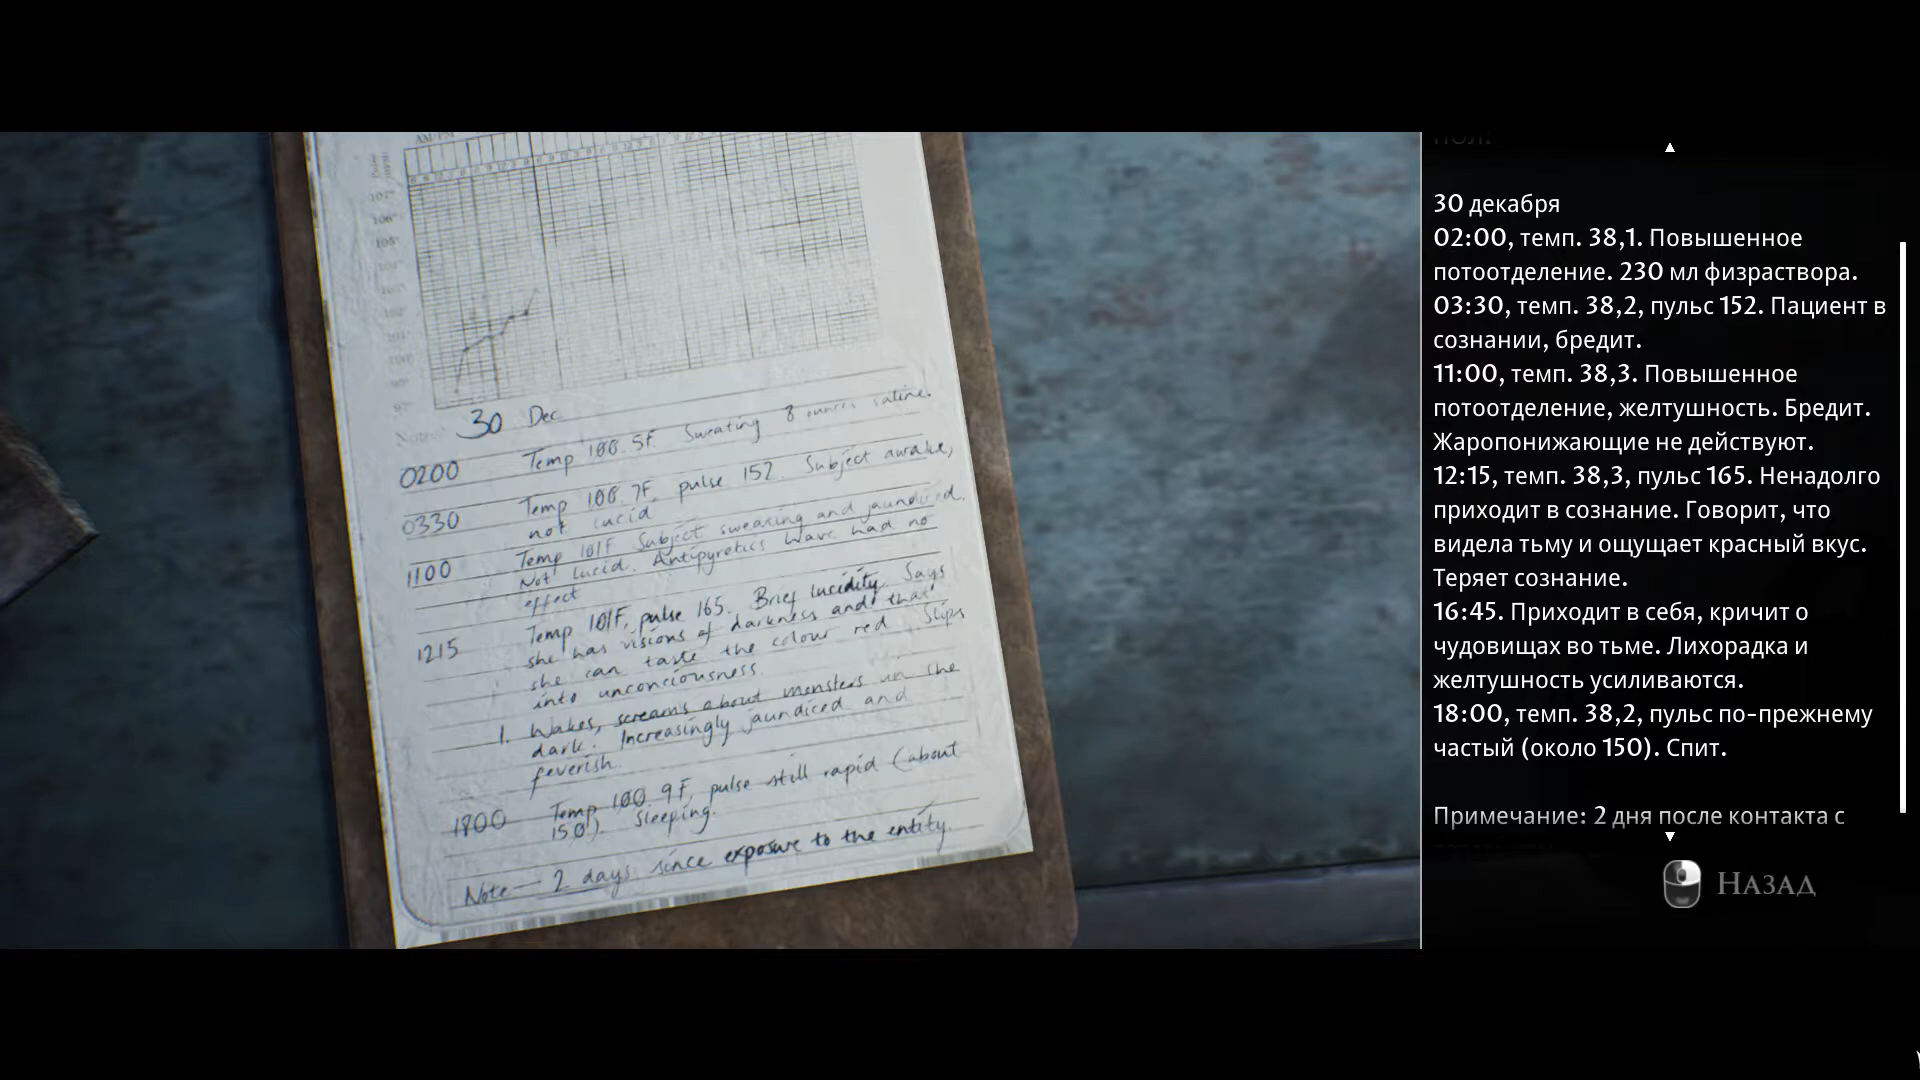 107°
106°
105°
102°
101°
100°
Notes 30 Dec
0200 Temp 100.5F. Sweating 8 ounces saline.
0330 Temp 100.7F, pulse 152. Subject awake,
not lucid
1100 Temp 101F Subject sweating and jaundiced.
Not lucid. Antipyretics have had no
effect
1215 Temp 101F, pulse 165. Brief lucidity. Says
she has visions of darkness and that
she can taste the colour red. Slips
into unconciousness.
1. Wakes, screams about monsters in the
dark. Increasingly jaundiced and
feverish.
1800 Temp 100.9F, pulse still rapid (about
150). Sleeping.
Note — 2 days since exposure to the entity.
30 декабря
02:00, темп. 38,1. Повышенное
потоотделение. 230 мл физраствора.
03:30, темп. 38,2, пульс 152. Пациент в
сознании, бредит.
11:00, темп. 38,3. Повышенное
потоотделение, желтушность. Бредит.
Жаропонижающие не действуют.
12:15, темп. 38,3, пульс 165. Ненадолго
приходит в сознание. Говорит, что
видела тьму и ощущает красный вкус.
Теряет сознание.
16:45. Приходит в себя, кричит о
чудовищах во тьме. Лихорадка и
желтушность усиливаются.
18:00, темп. 38,2, пульс по-прежнему
частый (около 150). Спит.
Примечание: 2 дня после контакта с
Назад